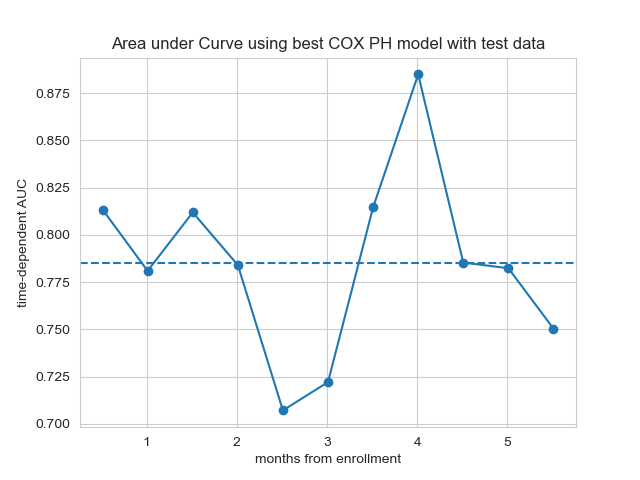 Area under Curve using best COX PH model with test data
time-dependent AUC
0.875
0.850
0.825
0.800
0.775
0.750
0.725
0.700
1 2 3 4 5
months from enrollment